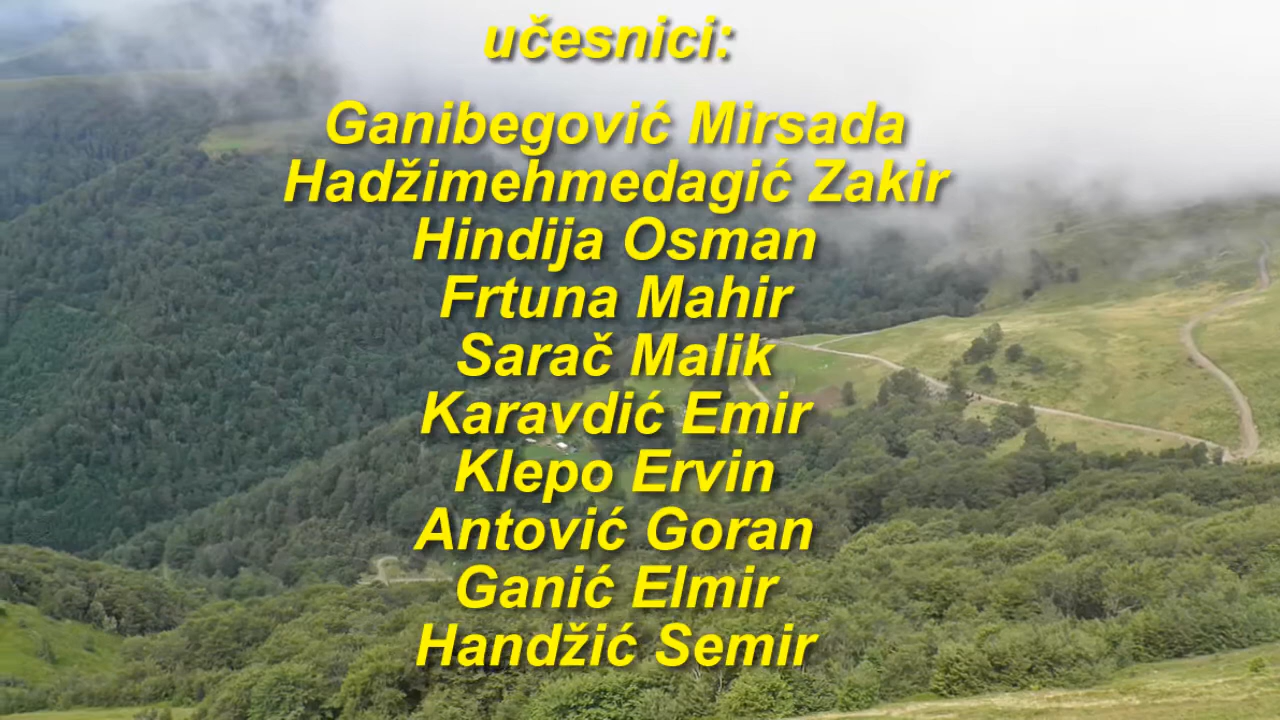 učesnici:
Ganibegović Mirsada
Hadžimehmedagić Zakir
Hindija Osman
Frtuna Mahir
Sarač Malik
Karavdić Emir
Klepo Ervin
Antović Goran
Ganić Elmir
Handžić Semir